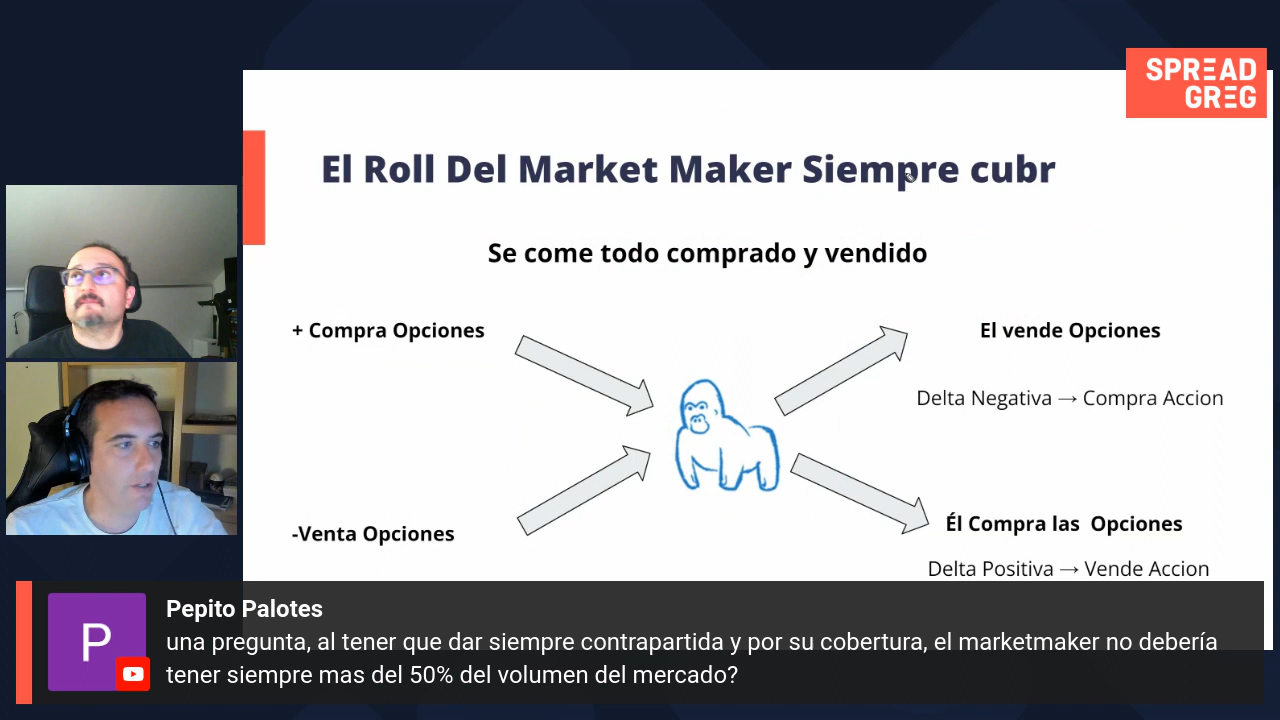 SPREAD
GREG
El Roll Del Market Maker Siempre cubr
Se come todo comprado y vendido
+ Compra Opciones
El vende Opciones
Delta Negativa → Compra Accion
-Venta Opciones
Él Compra las Opciones
Delta Positiva → Vende Accion
P
Pepito Palotes
una pregunta, al tener que dar siempre contrapartida y por su cobertura, el marketmaker no debería
tener siempre mas del 50% del volumen del mercado?